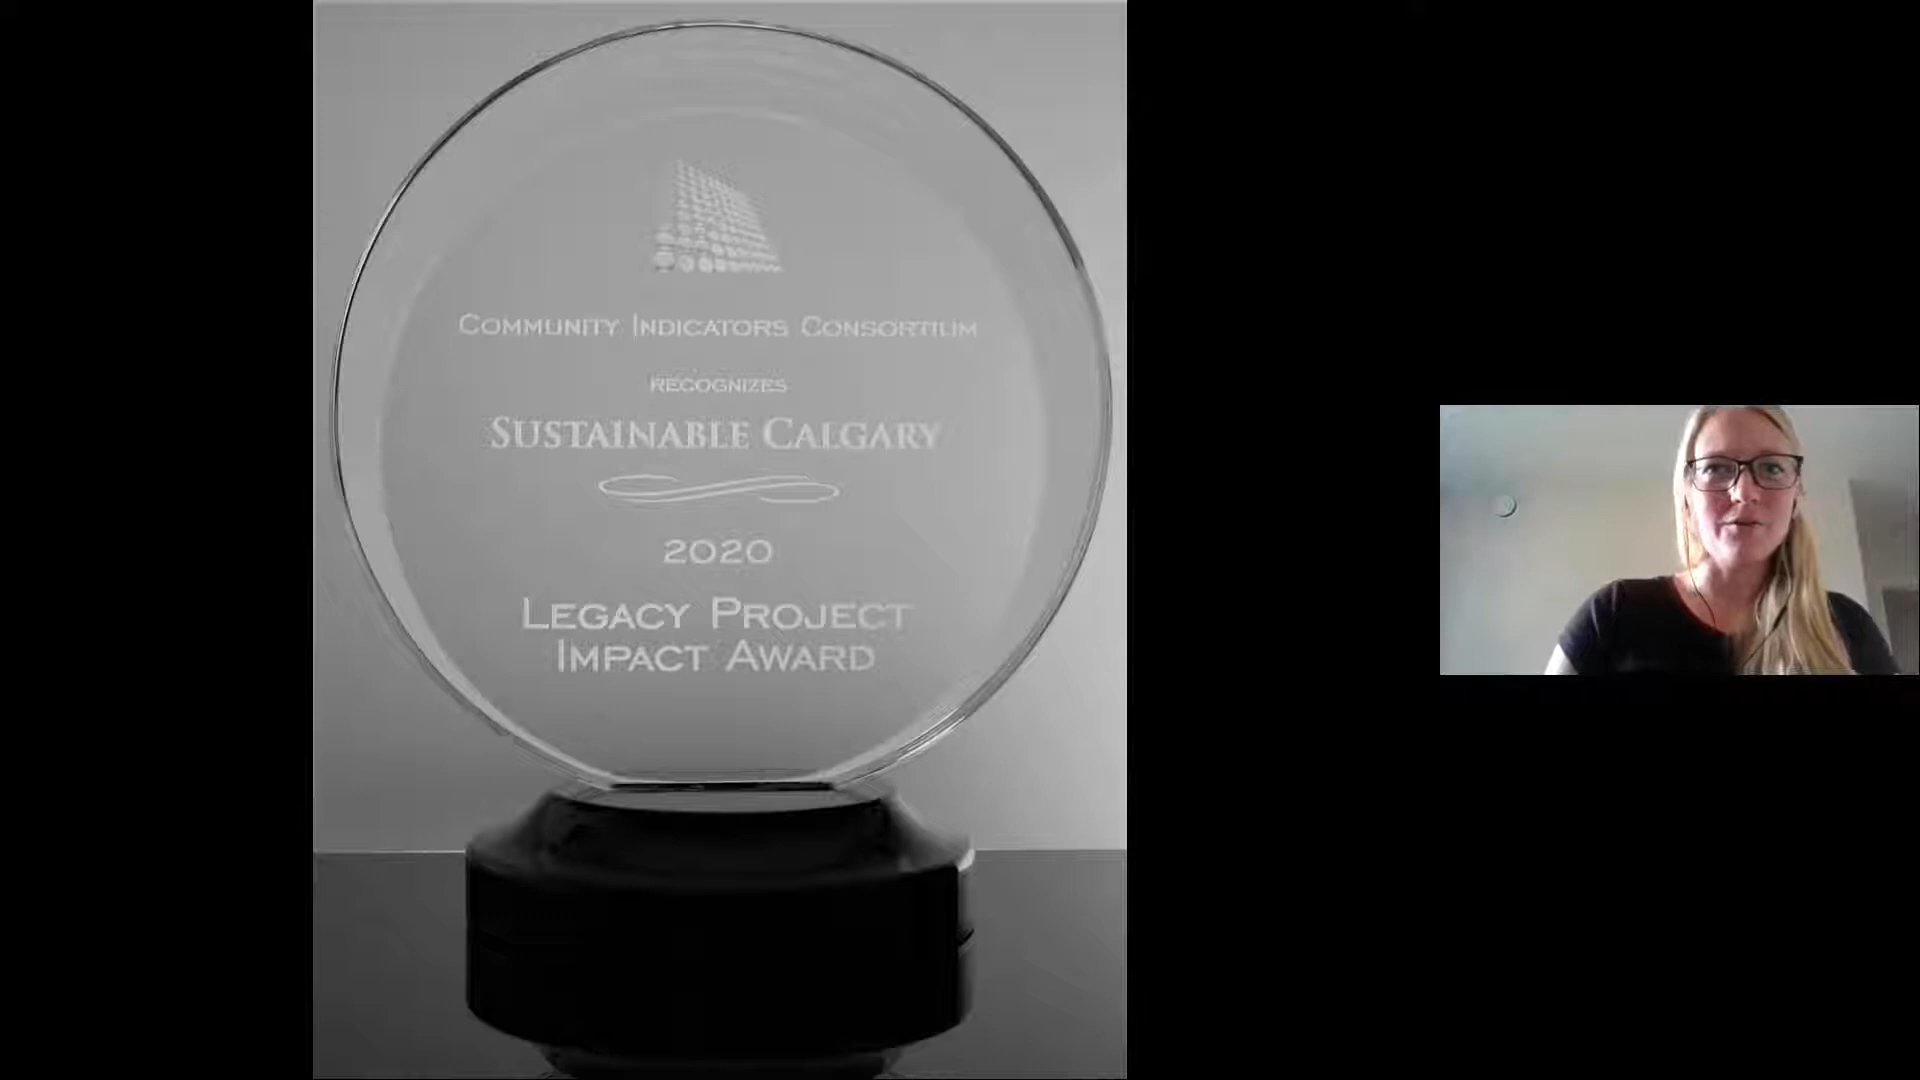 COMMUNITY INDICATORS CONSORTIUM
RECOGNIZES
SUSTAINABLE CALGARY
2020
LEGACY PROJECT
IMPACT AWARD